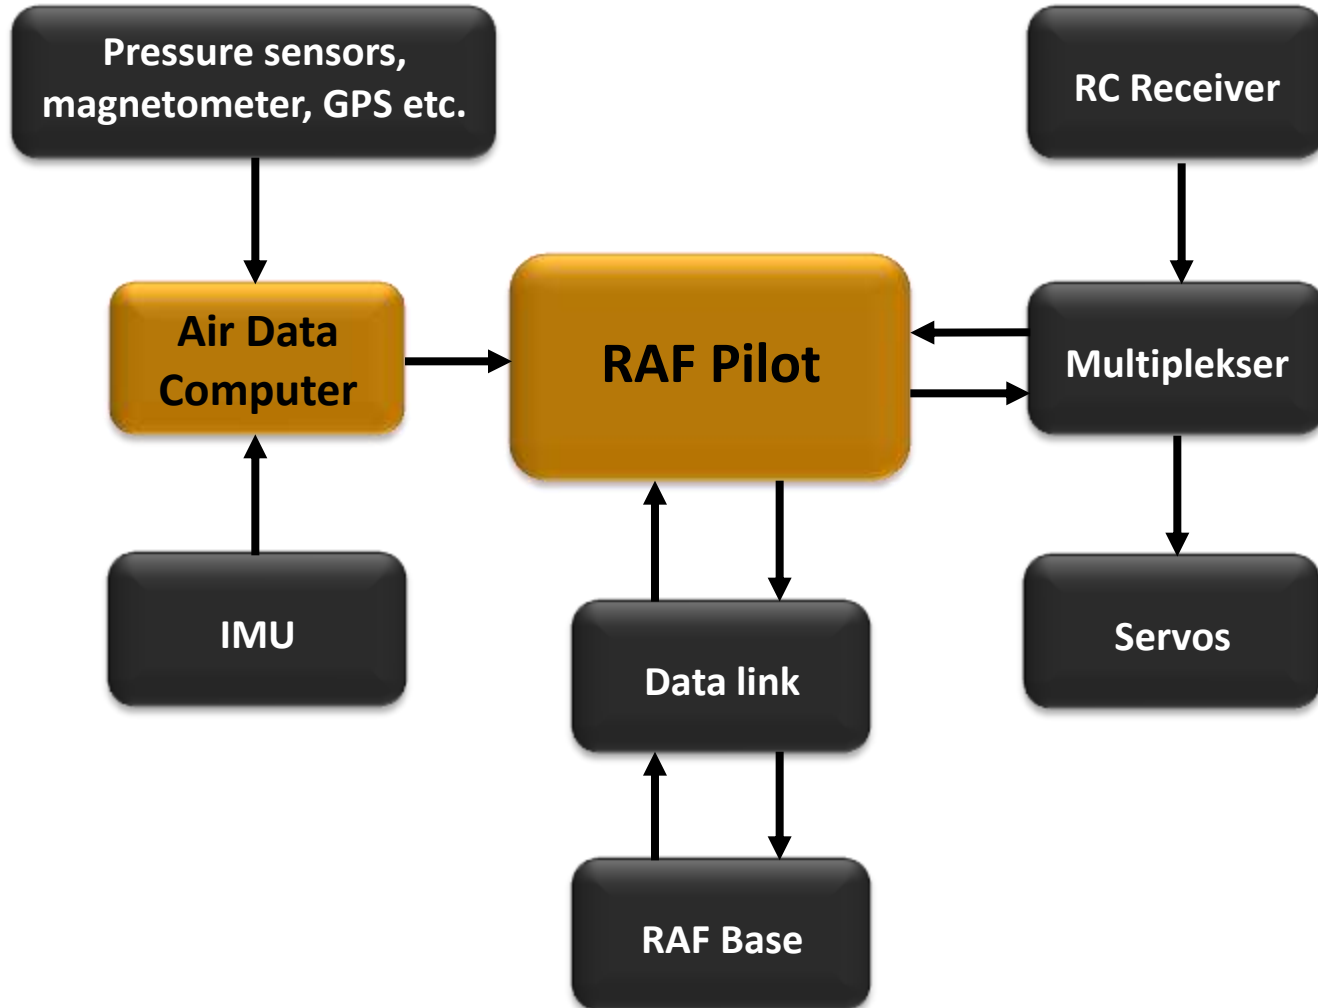 Pressure sensors,
magnetometer, GPS etc.
RC Receiver
Air Data
Computer
RAF Pilot
Multiplekser
IMU
Data link
Servos
RAF Base